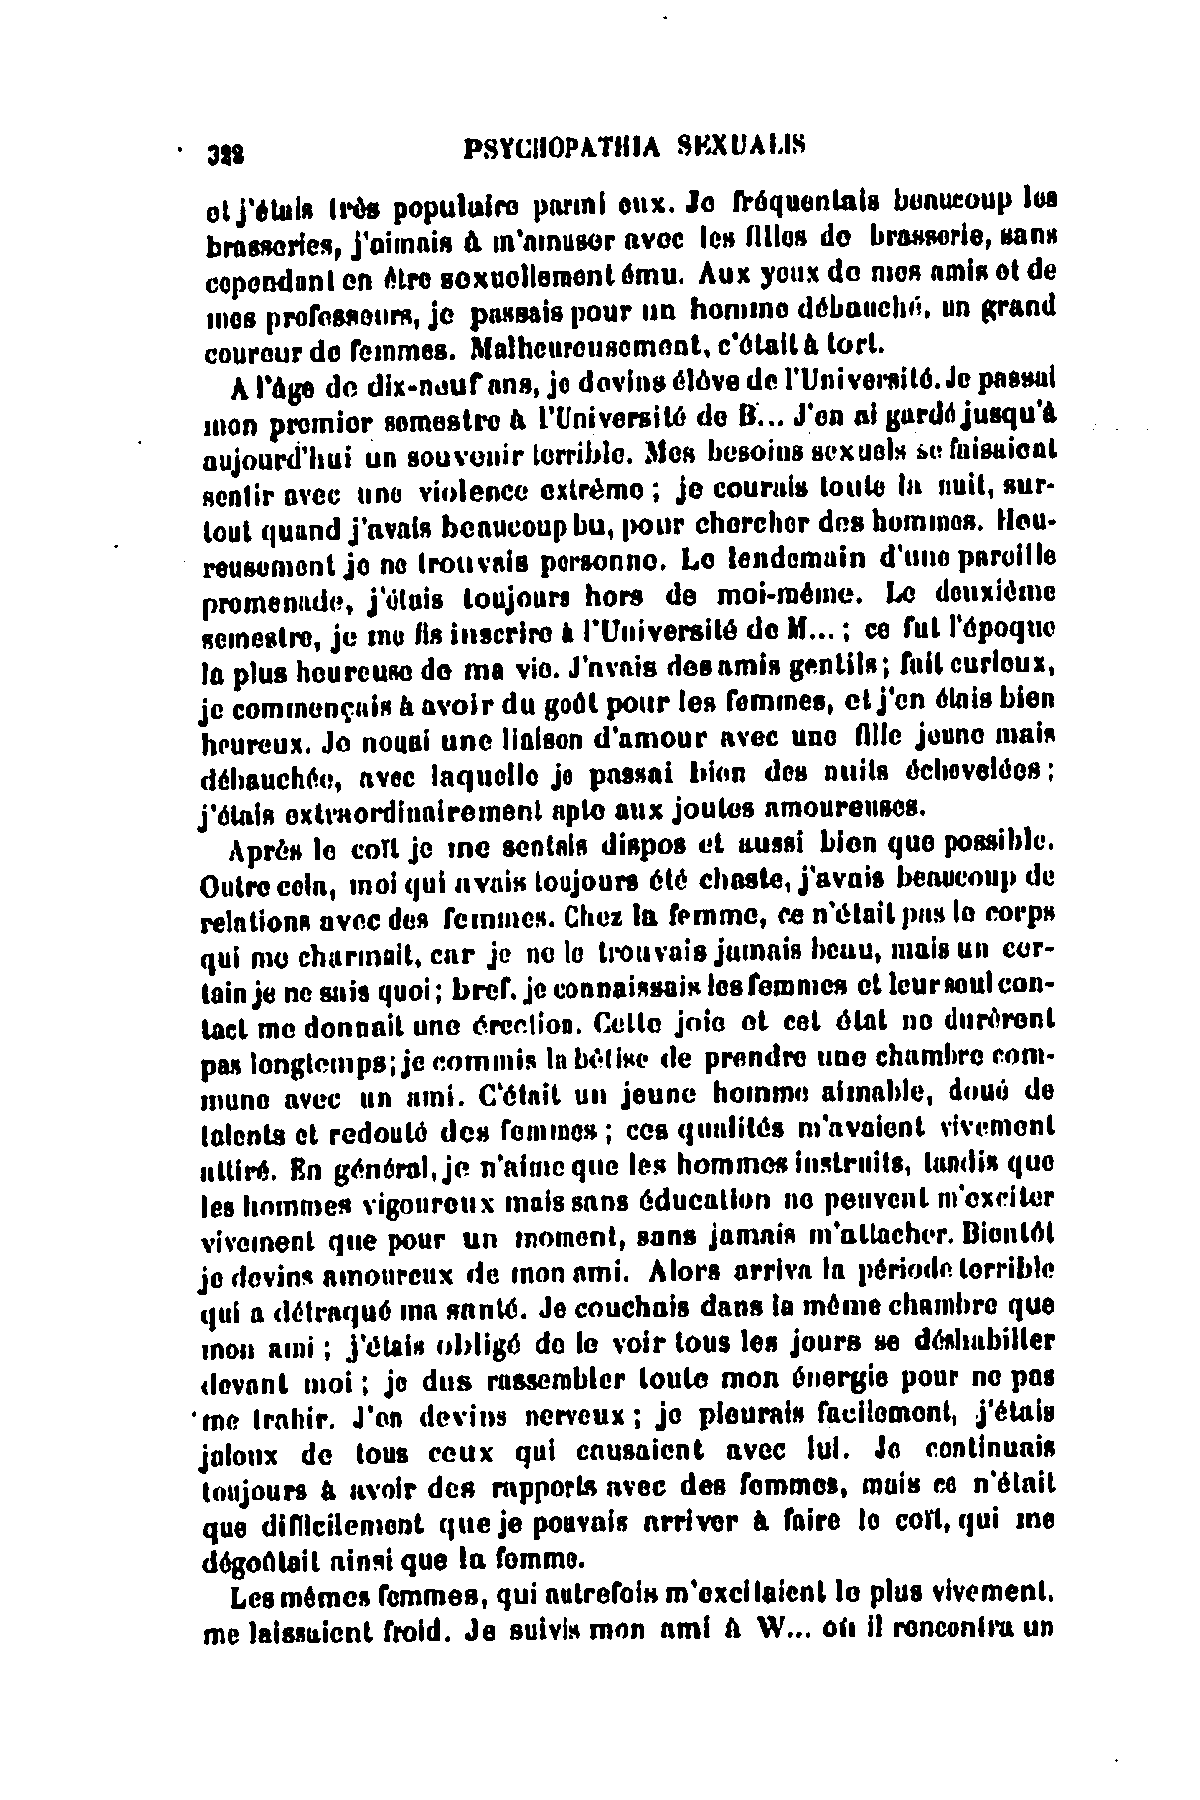 322 PSYCHOPATHIA SEXUALIS
et j'étais très populaire parmi eux. Je fréquentais beaucoup les
brasseries, j'aimais à m'amuser avec les filles de brasserie, sans
cependant en être sexuellement ému. Aux yeux de mes amis et de
mes professeurs, je passais pour un homme débauché, un grand
coureur de femmes. Malheureusement, c'était à tort.
A l'âge de dix-neuf ans, je devins élève de l'Université. Je passai
mon premier semestre à l'Université de B... J'en ai gardé jusqu'à
aujourd'hui un souvenir terrible. Mes besoins sexuels se faisaient
sentir avec une violence extrême ; je courais toute la nuit, sur-
tout quand j'avais beaucoup bu, pour chercher des hommes. Heu-
reusement je ne trouvais personne. Le lendemain d'une pareille
promenade, j'étais toujours hors de moi-même. Le deuxième
semestre, je me fis inscrire à l'Université de M... ; ce fut l'époque
la plus heureuse de ma vie. J'avais des amis gentils ; fait curieux,
je commençais à avoir du goût pour les femmes, et j'en étais bien
heureux. Je nouai une liaison d'amour avec une fille jeune mais
débauchée, avec laquelle je passai bien des nuits échevelées ;
j'étais extraordinairement apte aux joutes amoureuses.
Après le coït je me sentais dispos et aussi bien que possible.
Outre cela, moi qui avais toujours été chaste, j'avais beaucoup de
relations avec des femmes. Chez la femme, ce n'était pas le corps
qui me charmait, car je ne le trouvais jamais beau, mais un cer-
tain je ne sais quoi ; bref, je connaissais les femmes et leur seul con-
tact me donnait une érection. Cette joie et cet état ne durèrent
pas longtemps ; je commis la bêtise de prendre une chambre com-
mune avec un ami. C'était un jeune homme aimable, doué de
talents et redouté des femmes ; ces qualités m'avaient vivement
attiré. En général, je n'aime que les hommes instruits, tandis que
les hommes vigoureux mais sans éducation ne peuvent m'exciter
vivement que pour un moment, sans jamais m'attacher. Bientôt
je devins amoureux de mon ami. Alors arriva la période terrible
qui a détraqué ma santé. Je couchais dans la même chambre que
mon ami ; j'étais obligé de le voir tous les jours se déshabiller
devant moi ; je dus rassembler toute mon énergie pour ne pas
me trahir. J'en devins nerveux ; je pleurais facilement, j'étais
jaloux de tous ceux qui causaient avec lui. Je continuais
toujours à avoir des rapports avec des femmes, mais ce n'était
que difficilement que je pouvais arriver à faire le coït, qui me
dégoûtait ainsi que la femme.
Les mêmes femmes, qui autrefois m'excitaient le plus vivement,
me laissaient froid. Je suivis mon ami à W... où il rencontra un